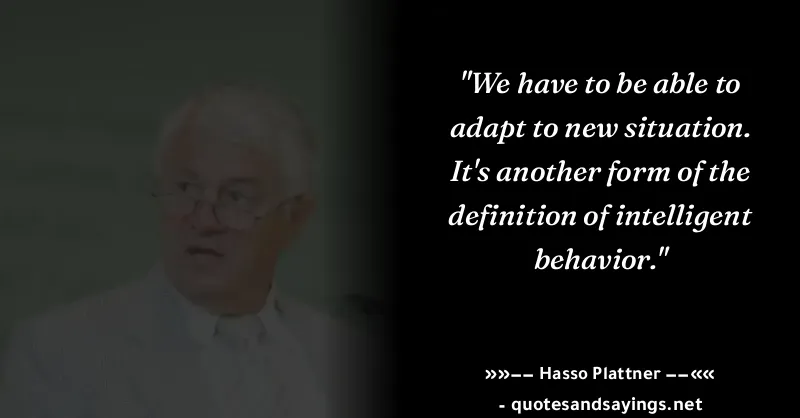 "We have to be able to
adapt to new situation.
It's another form of the
definition of intelligent
behavior."
»»−− Hasso Plattner −−««
- quotesandsayings.net